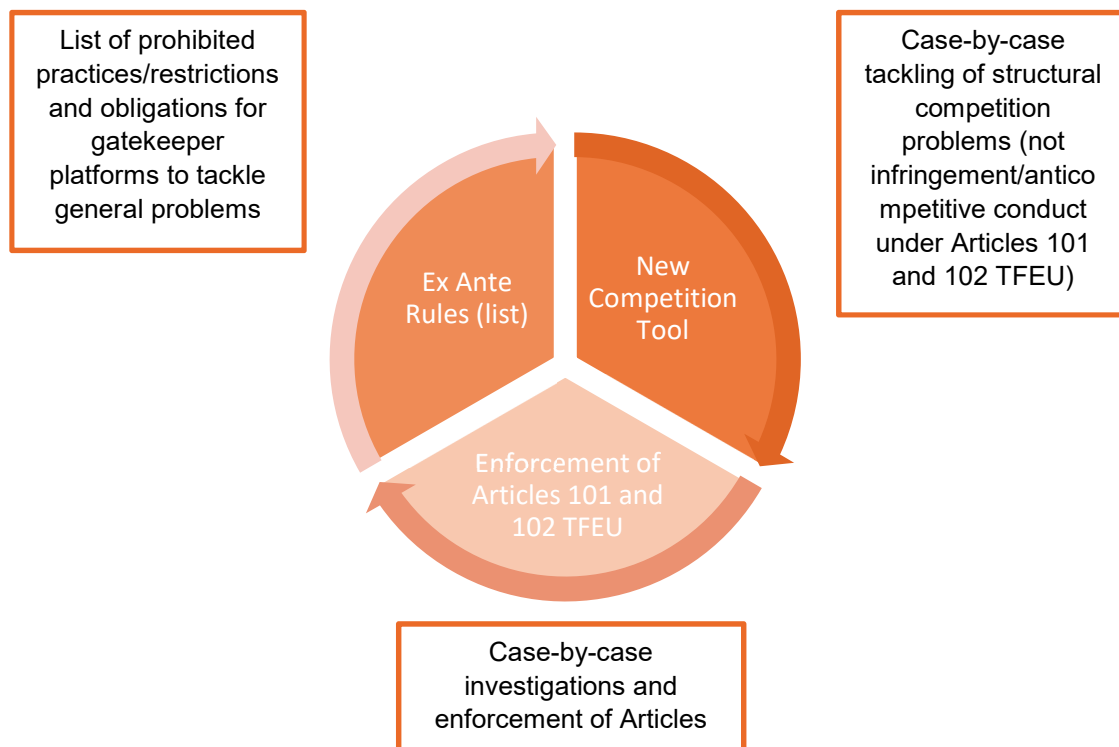 List of prohibited
practices/restrictions
and obligations for
gatekeeper
platforms to tackle
general problems
Case-by-case
tackling of structural
competition
problems (not
infringement/antico
mpetitive conduct
under Articles 101
and 102 TFEU)
Ex Ante
Rules (list)
New
Competition
Tool
Enforcement of
Articles 101 and
102 TFEU
Case-by-case
investigations and
enforcement of Articles